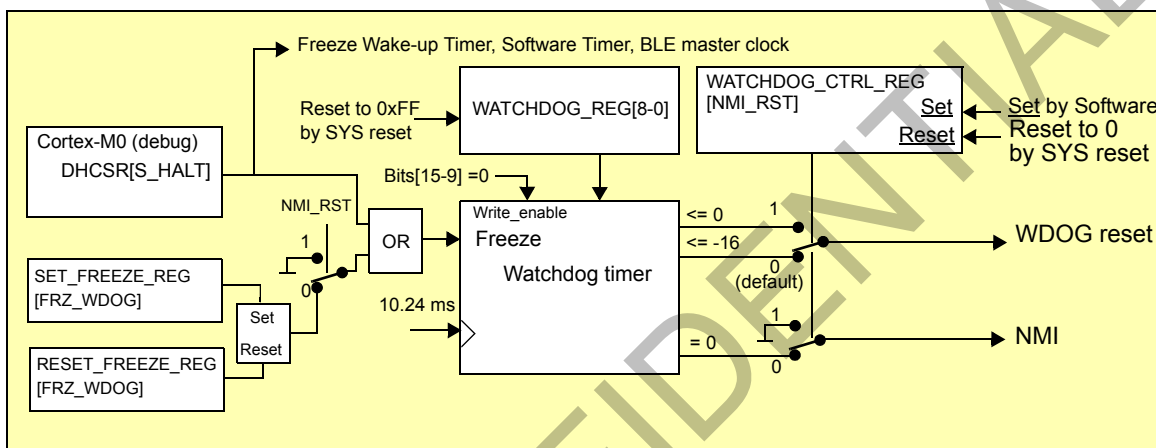 Freeze Wake-up Timer, Software Timer, BLE master clock
WATCHDOG_CTRL_REG
[NMI_RST]
Set
Reset
Set by Software
Reset to 0
by SYS reset
Reset to 0xFF
by SYS reset
WATCHDOG_REG[8-0]
Cortex-M0 (debug)
DHCSR[S_HALT]
Bits[15-9] =0
NMI_RST
1
0
OR
Write_enable
Freeze
Watchdog timer
<= 0
<= -16
1
0
(default)
WDOG reset
SET_FREEZE_REG
[FRZ_WDOG]
Set
Reset
10.24 ms
RESET_FREEZE_REG
[FRZ_WDOG]
= 0
1
0
NMI